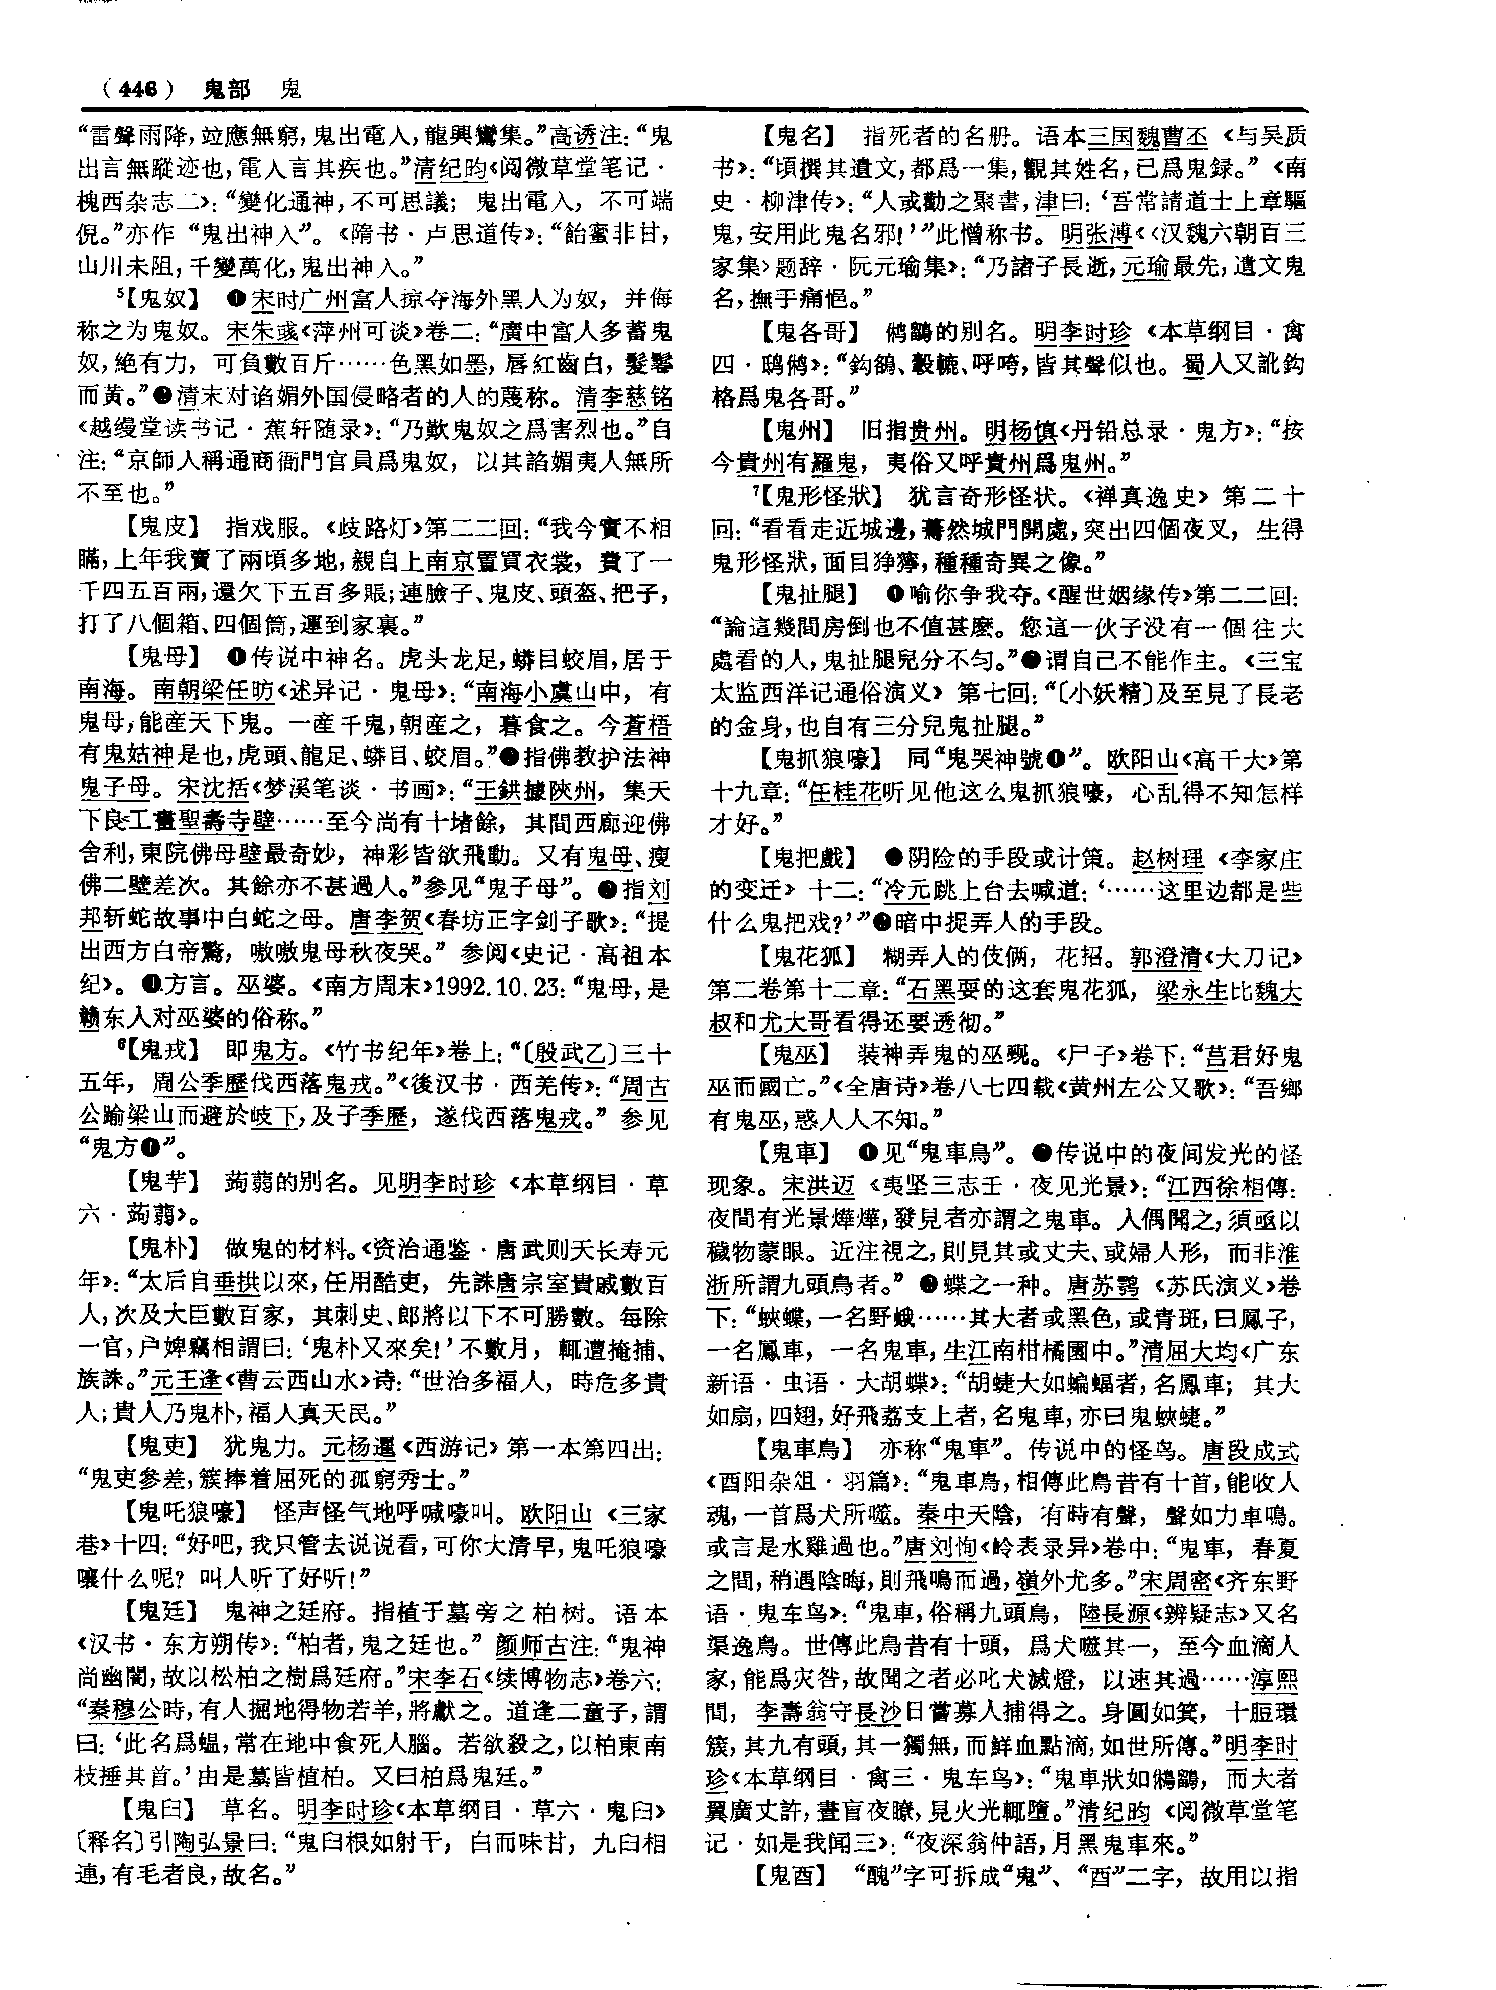 （446） 鬼部 鬼
“雷聲雨降，竝應無窮，鬼出電入，龍興鸞集。”高诱注：“鬼
出言無蹤迹也，電入言其疾也。”清纪昀《阅微草堂笔记·
槐西杂志二》：“變化通神，不可思議；鬼出電入，不可端
倪。”亦作“鬼出神入”。《隋书·卢思道传》：“飴蜜非甘，
山川未阻，千變萬化，鬼出神入。”
5【鬼奴】 ❶宋时广州富人掠夺海外黑人为奴，并侮
称之为鬼奴。宋朱彧《萍州可谈》卷二：“廣中富人多蓄鬼
奴，絶有力，可負數百斤……色黑如墨，唇紅齒白，髮鬈
而黄。”❷清末对谄媚外国侵略者的人的蔑称。清李慈铭
《越缦堂读书记·蕉轩随录》：“乃歎鬼奴之爲害烈也。”自
注：“京師人稱通商衙門官員爲鬼奴，以其諂媚夷人無所
不至也。”
【鬼皮】 指戏服。《歧路灯》第二二回：“我今實不相
瞞，上年我賣了兩頃多地，親自上南京置買衣裳，費了一
千四五百兩，還欠下五百多賬；連臉子、鬼皮、頭盔、把子，
打了八個箱、四個筒，運到家裏。”
【鬼母】 ❶传说中神名。虎头龙足，蟒目蛟眉，居于
南海。南朝梁任昉《述异记·鬼母》：“南海小虞山中，有
鬼母，能産天下鬼。一産千鬼，朝産之，暮食之。今蒼梧
有鬼姑神是也，虎頭、龍足、蟒目、蛟眉。”❷指佛教护法神
鬼子母。宋沈括《梦溪笔谈·书画》：“王鉷據陝州，集天
下良工畫聖壽寺壁……至今尚有十堵餘，其間西廊迎佛
舍利，東院佛母壁最奇妙，神彩皆欲飛動。又有鬼母、瘦
佛二壁差次。其餘亦不甚過人。”参见“鬼子母”。❸指刘
邦斩蛇故事中白蛇之母。唐李贺《春坊正字剑子歌》：“提
出西方白帝驚，嗷嗷鬼母秋夜哭。”参阅《史记·高祖本
纪》。❹方言。巫婆。《南方周末》1992.10.23：“鬼母，是
赣东人对巫婆的俗称。”
6【鬼戎】 即鬼方。《竹书纪年》卷上：“〔殷武乙〕三十
五年，周公季歷伐西落鬼戎。”《後汉书·西羌传》：“周古
公踰梁山而避於岐下，及子季歷，遂伐西落鬼戎。”参见
“鬼方❶”。
【鬼芋】 蒟蒻的别名。见明李时珍《本草纲目·草
六·蒟蒻》。
【鬼朴】 做鬼的材料。《资治通鉴·唐武则天长寿元
年》：“太后自垂拱以來，任用酷吏，先誅唐宗室貴戚數百
人，次及大臣數百家，其刺史、郎將以下不可勝數。每除
一官，户婢竊相謂曰：‘鬼朴又來矣！’不數月，輒遭掩捕、
族誅。”元王逢《曹云西山水》诗：“世治多福人，時危多貴
人；貴人乃鬼朴，福人真天民。”
【鬼吏】 犹鬼力。元杨暹《西游记》第一本第四出：
“鬼吏參差，簇捧着屈死的孤窮秀士。”
【鬼吒狼嚎】 怪声怪气地呼喊嚎叫。欧阳山《三家
巷》十四：“好吧，我只管去说说看，可你大清早，鬼吒狼嚎
嚷什么呢？叫人听了好听！”
【鬼廷】 鬼神之廷府。指植于墓旁之柏树。语本
《汉书·东方朔传》：“柏者，鬼之廷也。”颜师古注：“鬼神
尚幽闇，故以松柏之樹爲廷府。”宋李石《续博物志》卷六：
“秦穆公時，有人掘地得物若羊，將獻之。道逢二童子，謂
曰：‘此名爲蝹，常在地中食死人腦。若欲殺之，以柏東南
枝捶其首。’由是墓皆植柏。又曰柏爲鬼廷。”
【鬼臼】 草名。明李时珍《本草纲目·草六·鬼臼》
〔释名〕引陶弘景曰：“鬼臼根如射干，白而味甘，九臼相
連，有毛者良，故名。”
【鬼名】 指死者的名册。语本三国魏曹丕《与吴质
书》：“頃撰其遺文，都爲一集，觀其姓名，已爲鬼録。”《南
史·柳津传》：“人或勸之聚書，津曰：‘吾常請道士上章驅
鬼，安用此鬼名邪！’”此憎称书。明张溥《〈汉魏六朝百三
家集〉题辞·阮元瑜集》：“乃諸子長逝，元瑜最先，遺文鬼
名，撫手痛悒。”
【鬼各哥】 鸺鶹的别名。明李时珍《本草纲目·禽
四·鸱鸺》：“鈎鵅、轂轆、呼哮，皆其聲似也。蜀人又訛鈎
格爲鬼各哥。”
【鬼州】 旧指贵州。明杨慎《丹铅总录·鬼方》：“按
今貴州有羅鬼，夷俗又呼貴州爲鬼州。”
7【鬼形怪狀】 犹言奇形怪状。《禅真逸史》第二十
回：“看看走近城邊，驀然城門開處，突出四個夜叉，生得
鬼形怪狀，面目猙獰，種種奇異之像。”
【鬼扯腿】 ❶喻你争我夺。《醒世姻缘传》第二二回：
“論這幾間房倒也不值甚麽。您這一伙子没有一個往大
處看的人，鬼扯腿兒分不匀。”❷谓自己不能作主。《三宝
太监西洋记通俗演义》第七回：“〔小妖精〕及至見了長老
的金身，也自有三分兒鬼扯腿。”
【鬼抓狼嚎】 同“鬼哭神號❶”。欧阳山《高干大》第
十九章：“任桂花听见他这么鬼抓狼嚎，心乱得不知怎样
才好。”
【鬼把戲】 ❶阴险的手段或计策。赵树理《李家庄
的变迁》十二：“冷元跳上台去喊道：‘……这里边都是些
什么鬼把戏？’”❷暗中捉弄人的手段。
【鬼花狐】 糊弄人的伎俩，花招。郭澄清《大刀记》
第二卷第十二章：“石黑耍的这套鬼花狐，梁永生比魏大
叔和尤大哥看得还要透彻。”
【鬼巫】 装神弄鬼的巫觋。《尸子》卷下：“莒君好鬼
巫而國亡。”《全唐诗》卷八七四载《黄州左公又歌》：“吾鄉
有鬼巫，惑人人不知。”
【鬼車】 ❶见“鬼車鳥”。❷传说中的夜间发光的怪
现象。宋洪迈《夷坚三志壬·夜见光景》：“江西徐相傳：
夜間有光景燁燁，發見者亦謂之鬼車。人偶聞之，須亟以
穢物蒙眼。近注視之，則見其或丈夫、或婦人形，而非淮
浙所謂九頭鳥者。”❸蝶之一种。唐苏鹗《苏氏演义》卷
下：“蛺蝶，一名野蛾……其大者或黑色，或青斑，曰鳳子，
一名鳳車，一名鬼車，生江南柑橘園中。”清屈大均《广东
新语·虫语·大胡蝶》：“胡蜨大如蝙蝠者，名鳳車；其大
如扇，四翅，好飛荔支上者，名鬼車，亦曰鬼蛺蜨。”
【鬼車鳥】 亦称“鬼車”。传说中的怪鸟。唐段成式
《酉阳杂俎·羽篇》：“鬼車鳥，相傳此鳥昔有十首，能收人
魂，一首爲犬所噬。秦中天陰，有時有聲，聲如力車鳴。
或言是水雞過也。”唐刘恂《岭表录异》卷中：“鬼車，春夏
之間，稍遇陰晦，則飛鳴而過，嶺外尤多。”宋周密《齐东野
语·鬼车鸟》：“鬼車，俗稱九頭鳥，陸長源《辨疑志》又名
渠逸鳥。世傳此鳥昔有十頭，爲犬噬其一，至今血滴人
家，能爲灾咎，故聞之者必叱犬滅燈，以速其過……淳熙
間，李壽翁守長沙日嘗募人捕得之。身圓如箕，十脰環
簇，其九有頭，其一獨無，而鮮血點滴，如世所傳。”明李时
珍《本草纲目·禽三·鬼车鸟》：“鬼車狀如鵂鶹，而大者
翼廣丈許，晝盲夜瞭，見火光輒墮。”清纪昀《阅微草堂笔
记·如是我闻三》：“夜深翁仲語，月黑鬼車來。”
【鬼酉】 “醜”字可拆成“鬼”、“酉”二字，故用以指